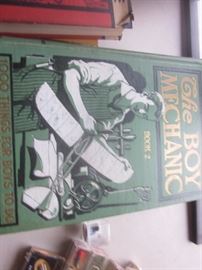 The BOY
MECHANIC
BOOK 2
1000 THINGS FOR BOYS TO DO